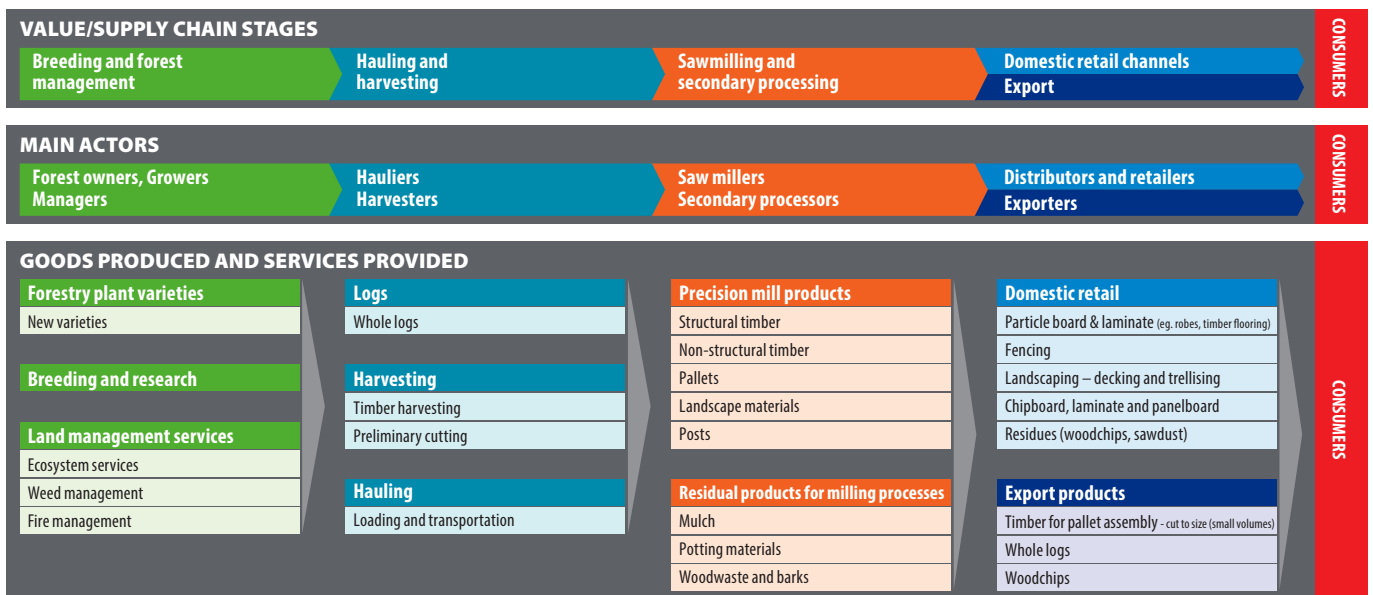 VALUE/SUPPLY CHAIN STAGES
Breeding and forest
management
Hauling and
harvesting
Sawmilling and
secondary processing
Domestic retail channels
Export
CONSUMERS
MAIN ACTORS
Forest owners, Growers
Managers
Hauliers
Harvesters
Saw millers
Secondary processors
Distributors and retailers
Exporters
CONSUMERS
GOODS PRODUCED AND SERVICES PROVIDED
Forestry plant varieties
New varieties
Breeding and research
Land management services
Ecosystem services
Weed management
Fire management
Logs
Whole logs
Harvesting
Timber harvesting
Preliminary cutting
Hauling
Loading and transportation
Precision mill products
Structural timber
Non-structural timber
Pallets
Landscape materials
Posts
Residual products for milling processes
Mulch
Potting materials
Woodwaste and barks
Domestic retail
Particle board & laminate (eg. robes, timber flooring)
Fencing
Landscaping – decking and trellising
Chipboard, laminate and panelboard
Residues (woodchips, sawdust)
Export products
Timber for pallet assembly - cut to size (small volumes)
Whole logs
Woodchips
CONSUMERS